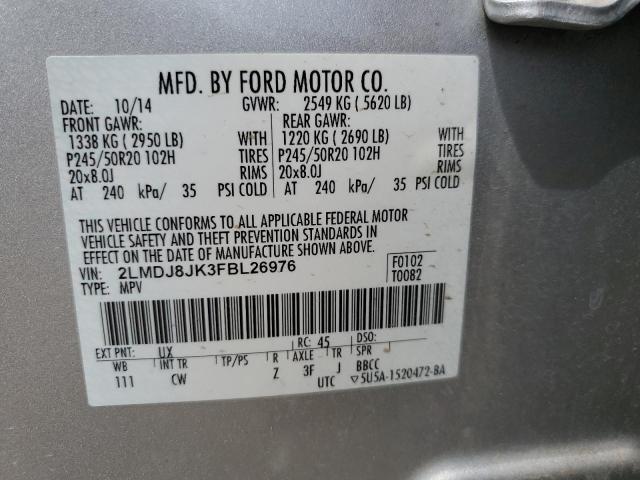 MFD. BY FORD MOTOR CO.
DATE: 10/14 GVWR: 2549 KG ( 5620 LB)
FRONT GAWR: REAR GAWR:
1338 KG ( 2950 LB) WITH 1220 KG ( 2690 LB) WITH
P245/50R20 102H TIRES P245/50R20 102H TIRES
20x8.0J RIMS 20x8.0J RIMS
AT 240 kPa/ 35 PSI COLD AT 240 kPa/ 35 PSI COLD
THIS VEHICLE CONFORMS TO ALL APPLICABLE FEDERAL MOTOR
VEHICLE SAFETY AND THEFT PREVENTION STANDARDS IN
EFFECT ON THE DATE OF MANUFACTURE SHOWN ABOVE.
VIN: 2LMDJ8JK3FBL26976 F0102
TYPE: MPV T0082
EXT PNT: UX RC: 45 DSO:
WB INT TR TP/PS R AXLE TR SPR
111 CW Z 3F J BBCC
UTC ▽5U5A-1520472-BA